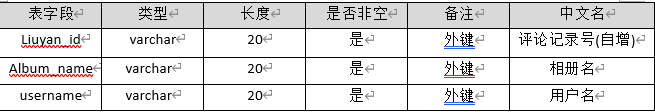 表字段 类型 长度 是否非空 备注 中文名
Liuyan_id varchar 20 是 外键 评论记录号(自增)
Album_name varchar 20 是 外键 相册名
username varchar 20 是 外键 用户名